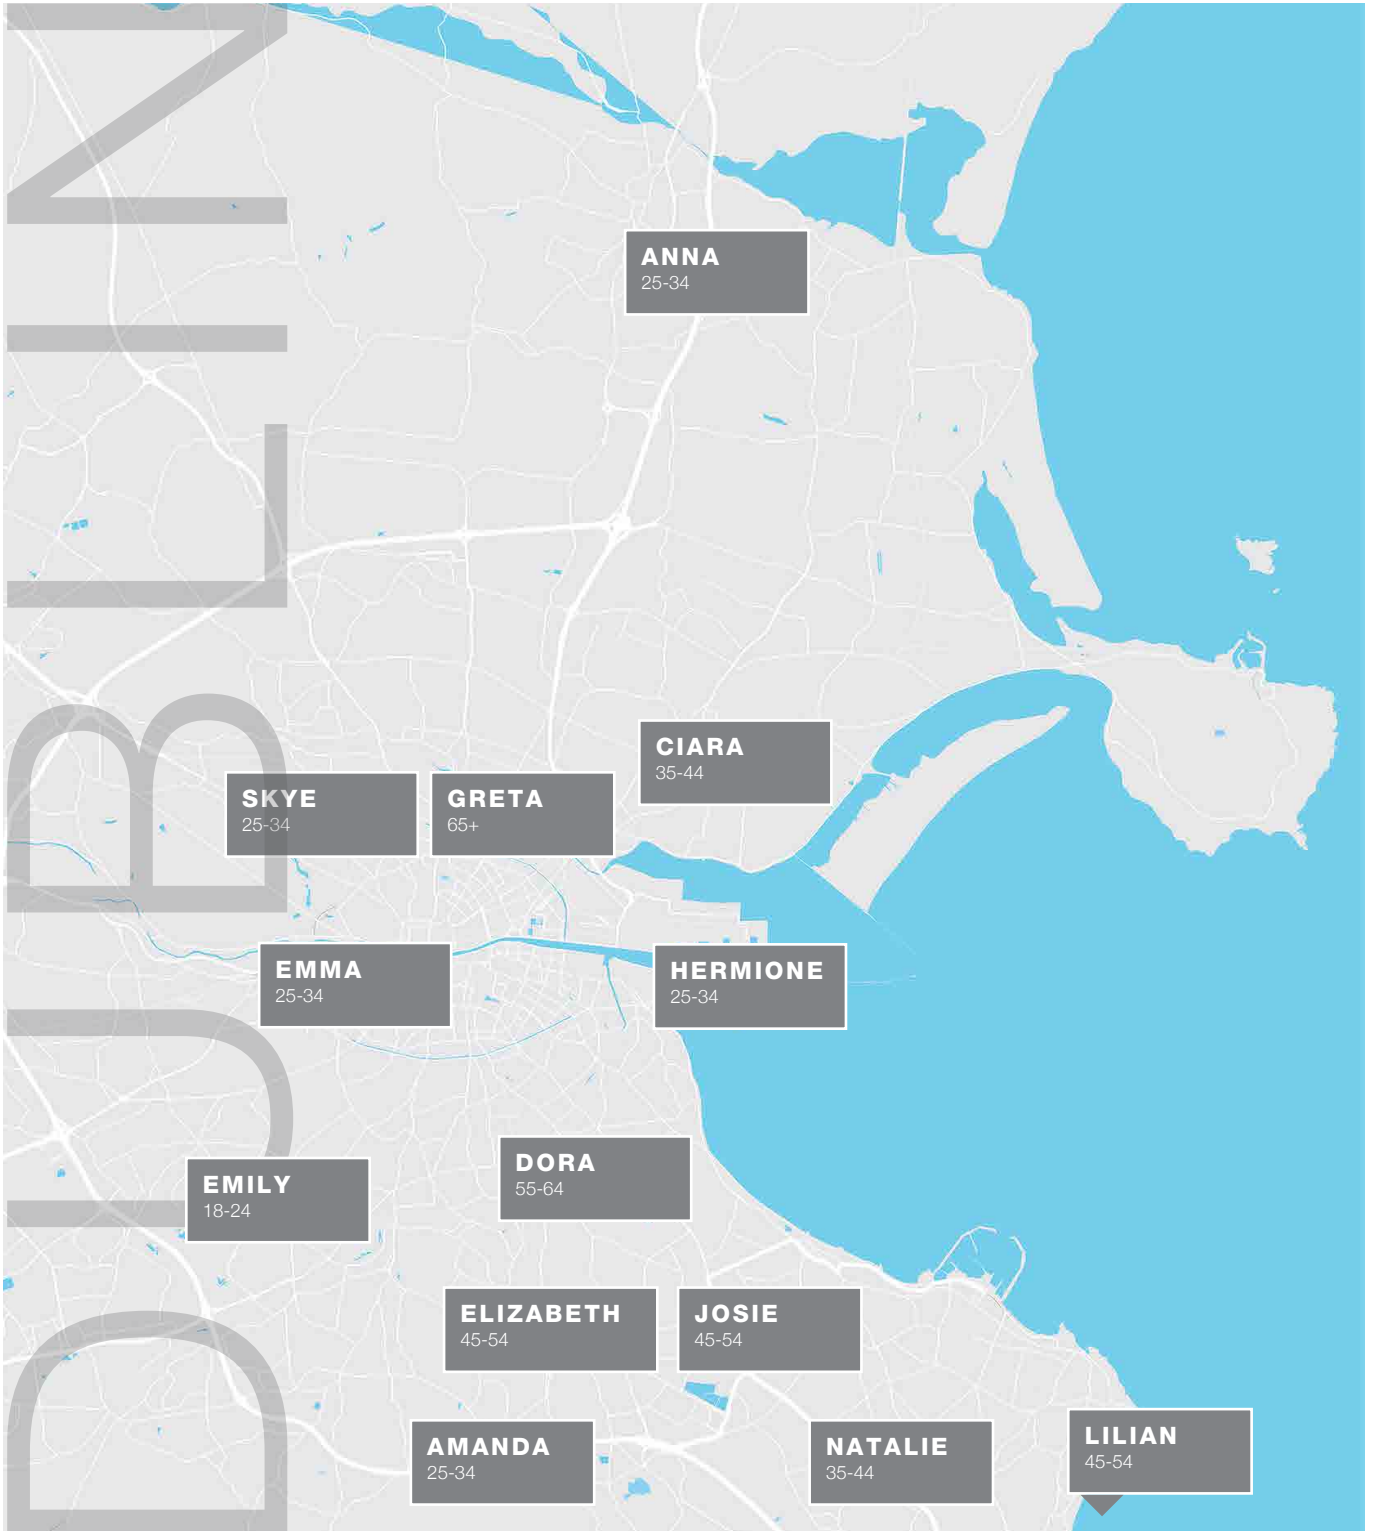 DUBLIN
ANNA
25-34
CIARA
35-44
SKYE
25-34
GRETA
65+
EMMA
25-34
HERMIONE
25-34
DORA
55-64
EMILY
18-24
ELIZABETH
45-54
JOSIE
45-54
AMANDA
25-34
NATALIE
35-44
LILIAN
45-54